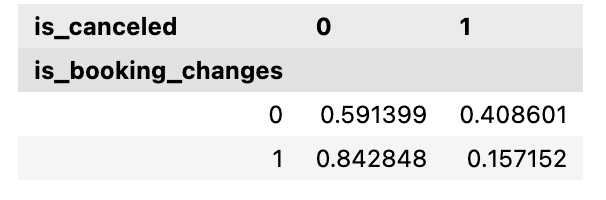 is_canceled 0 1
is_booking_changes
0 0.591399 0.408601
1 0.842848 0.157152